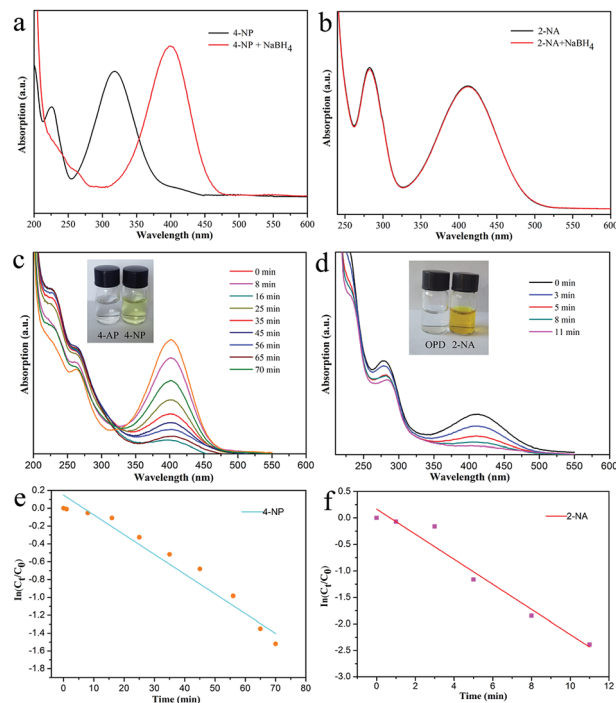 a
4-NP
4-NP + NaBH4
Absorption (a.u.)
200 250 300 350 400 450 500 550 600
Wavelength (nm)
b
2-NA
2-NA+NaBH4
Absorption (a.u.)
250 300 350 400 450 500 550 600
Wavelength (nm)
c
4-AP 4-NP
0 min
8 min
16 min
25 min
35 min
45 min
56 min
65 min
70 min
Absorption (a.u.)
200 250 300 350 400 450 500 550 600
Wavelength (nm)
d
OPD 2-NA
0 min
3 min
5 min
8 min
11 min
Absorption (a.u.)
300 400 500 600
Wavelength (nm)
e
4-NP
In(Ct/C0)
0.2
0.0
-0.2
-0.4
-0.6
-0.8
-1.0
-1.2
-1.4
-1.6
-1.8
0 10 20 30 40 50 60 70 80
Time (min)
f
2-NA
In(Ct/C0)
0.5
0.0
-0.5
-1.0
-1.5
-2.0
-2.5
-3.0
0 2 4 6 8 10 12
Time (min)